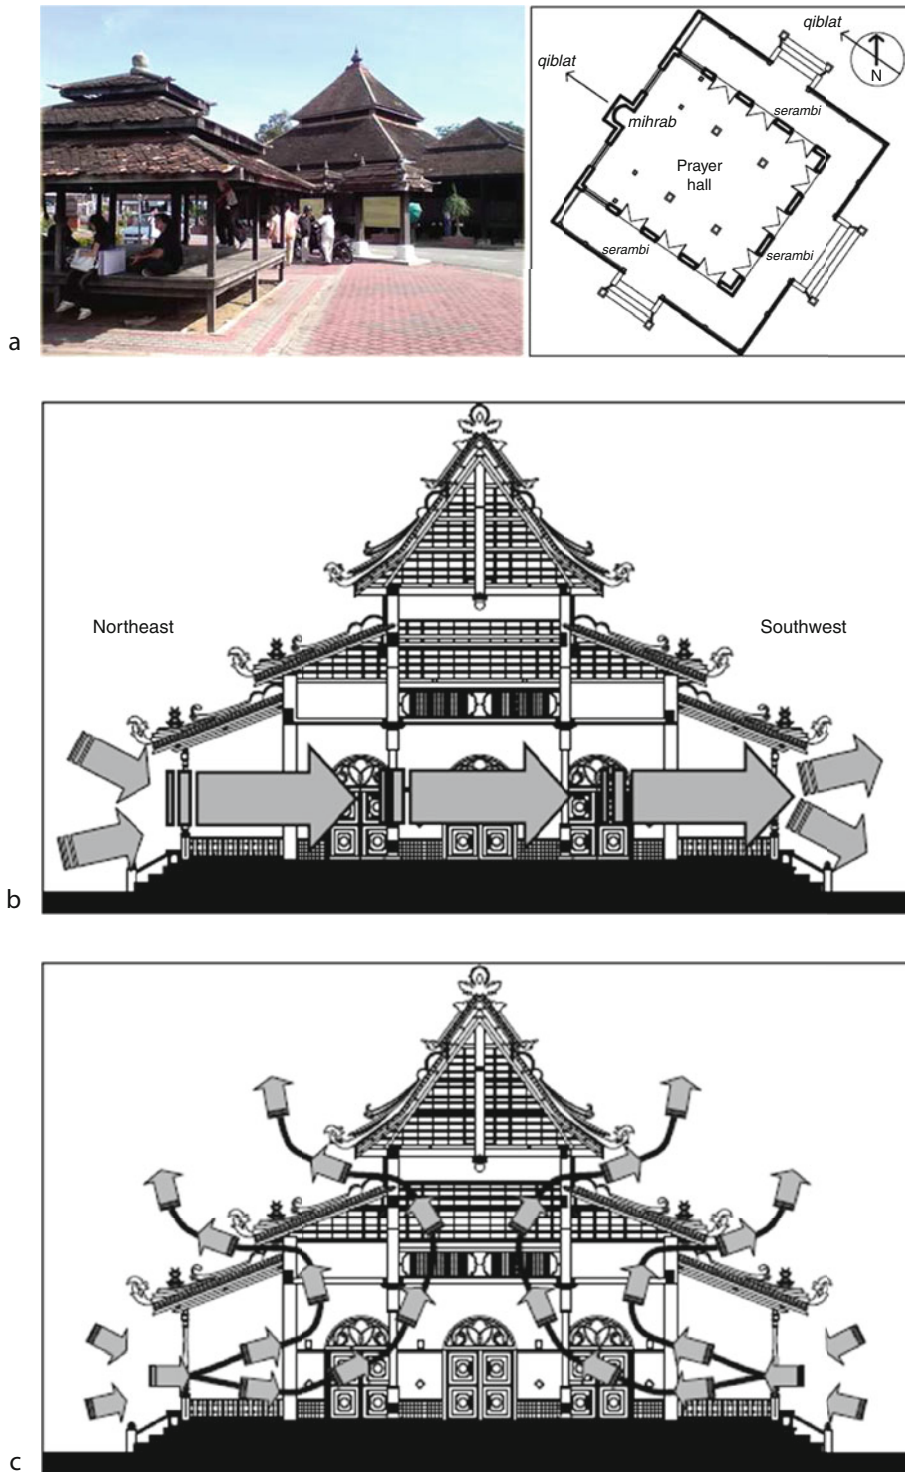 qiblat
N
qiblat
serambi
mihrab
Prayer
hall
serambi
serambi
a
Northeast
Southwest
b
c